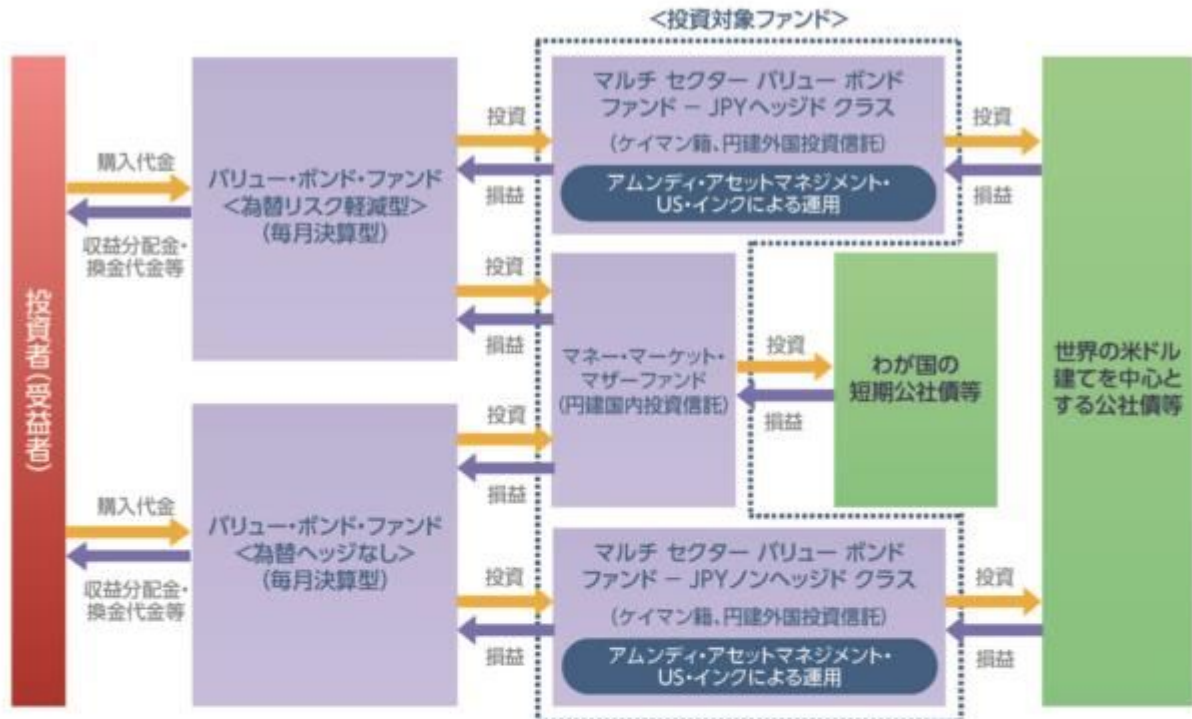 <投資対象ファンド>
投資者(受益者)
購入代金
収益分配金・
換金代金等
バリュー・ボンド・ファンド
<為替リスク軽減型>
(毎月決算型)
投資
損益
マルチ セクター バリュー ボンド
ファンド − JPYヘッジド クラス
(ケイマン籍、円建外国投資信託)
アムンディ・アセットマネジメント・
US・インクによる運用
投資
損益
投資
損益
マネー・マーケット・
マザーファンド
(円建国内投資信託)
投資
損益
わが国の
短期公社債等
世界の米ドル
建てを中心と
する公社債等
投資
損益
購入代金
収益分配金・
換金代金等
バリュー・ボンド・ファンド
<為替ヘッジなし>
(毎月決算型)
投資
損益
マルチ セクター バリュー ボンド
ファンド − JPYノンヘッジド クラス
(ケイマン籍、円建外国投資信託)
アムンディ・アセットマネジメント・
US・インクによる運用
投資
損益